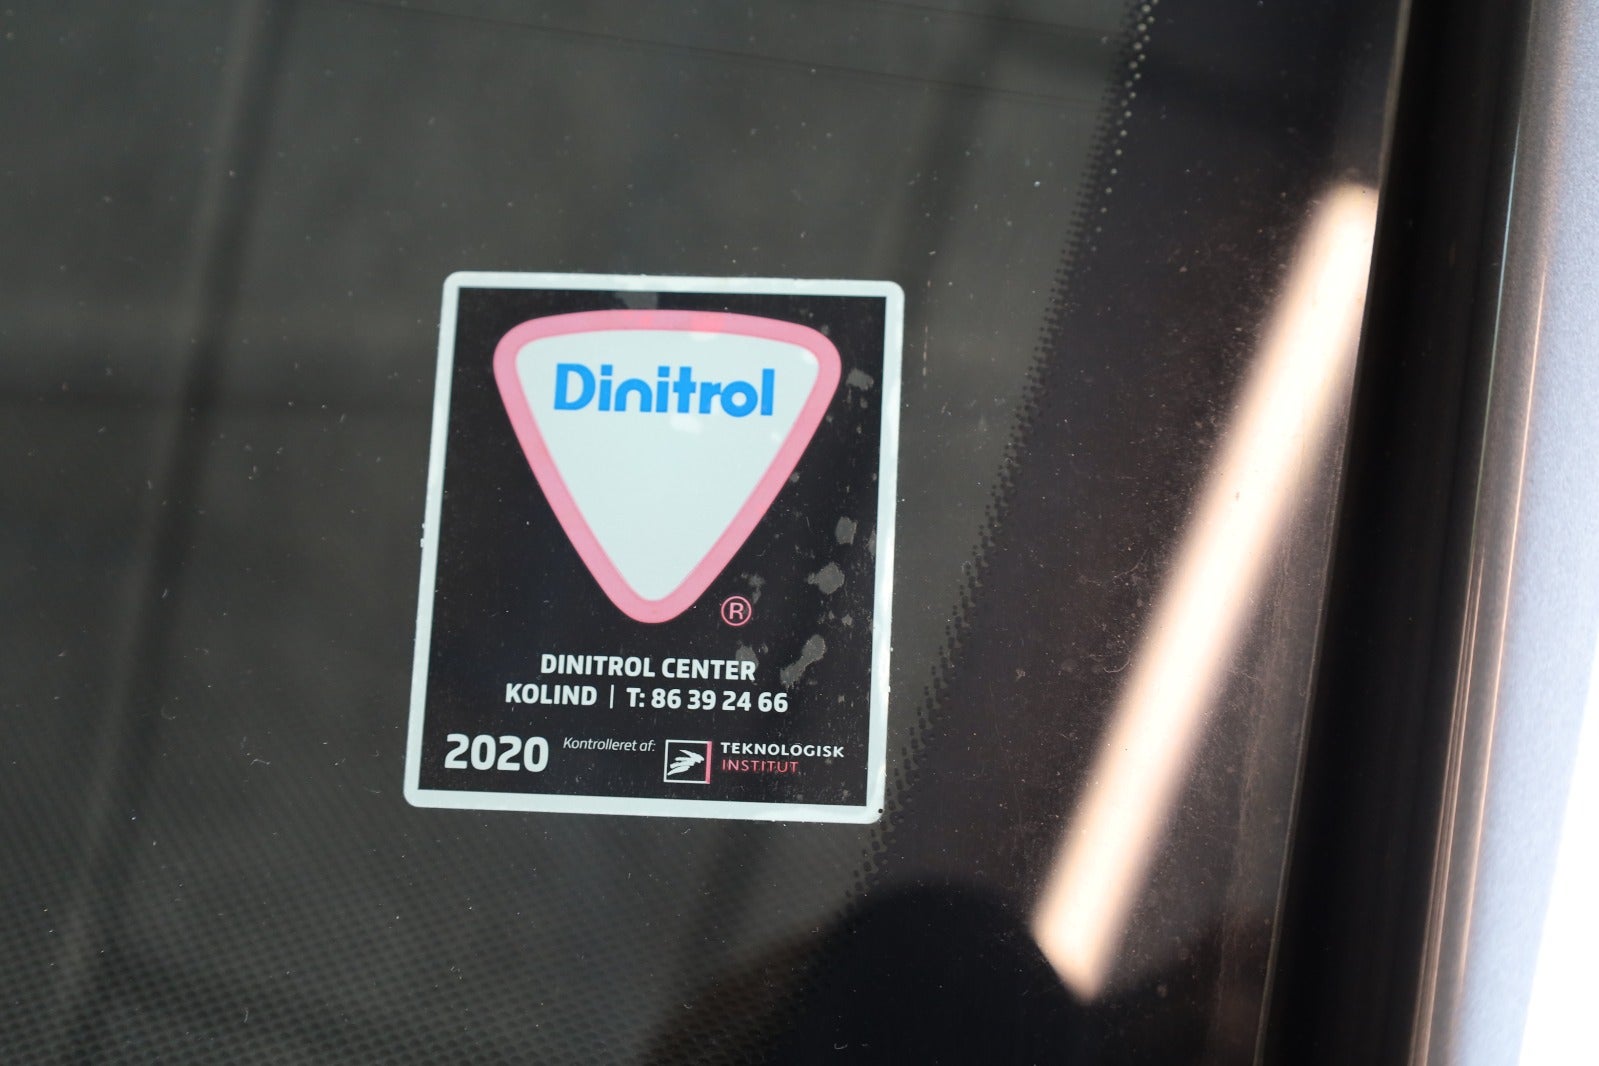 Dinitrol
®
DINITROL CENTER
KOLIND | T: 86 39 24 66
2020 Kontrolleret af: TEKNOLOGISK
INSTITUT